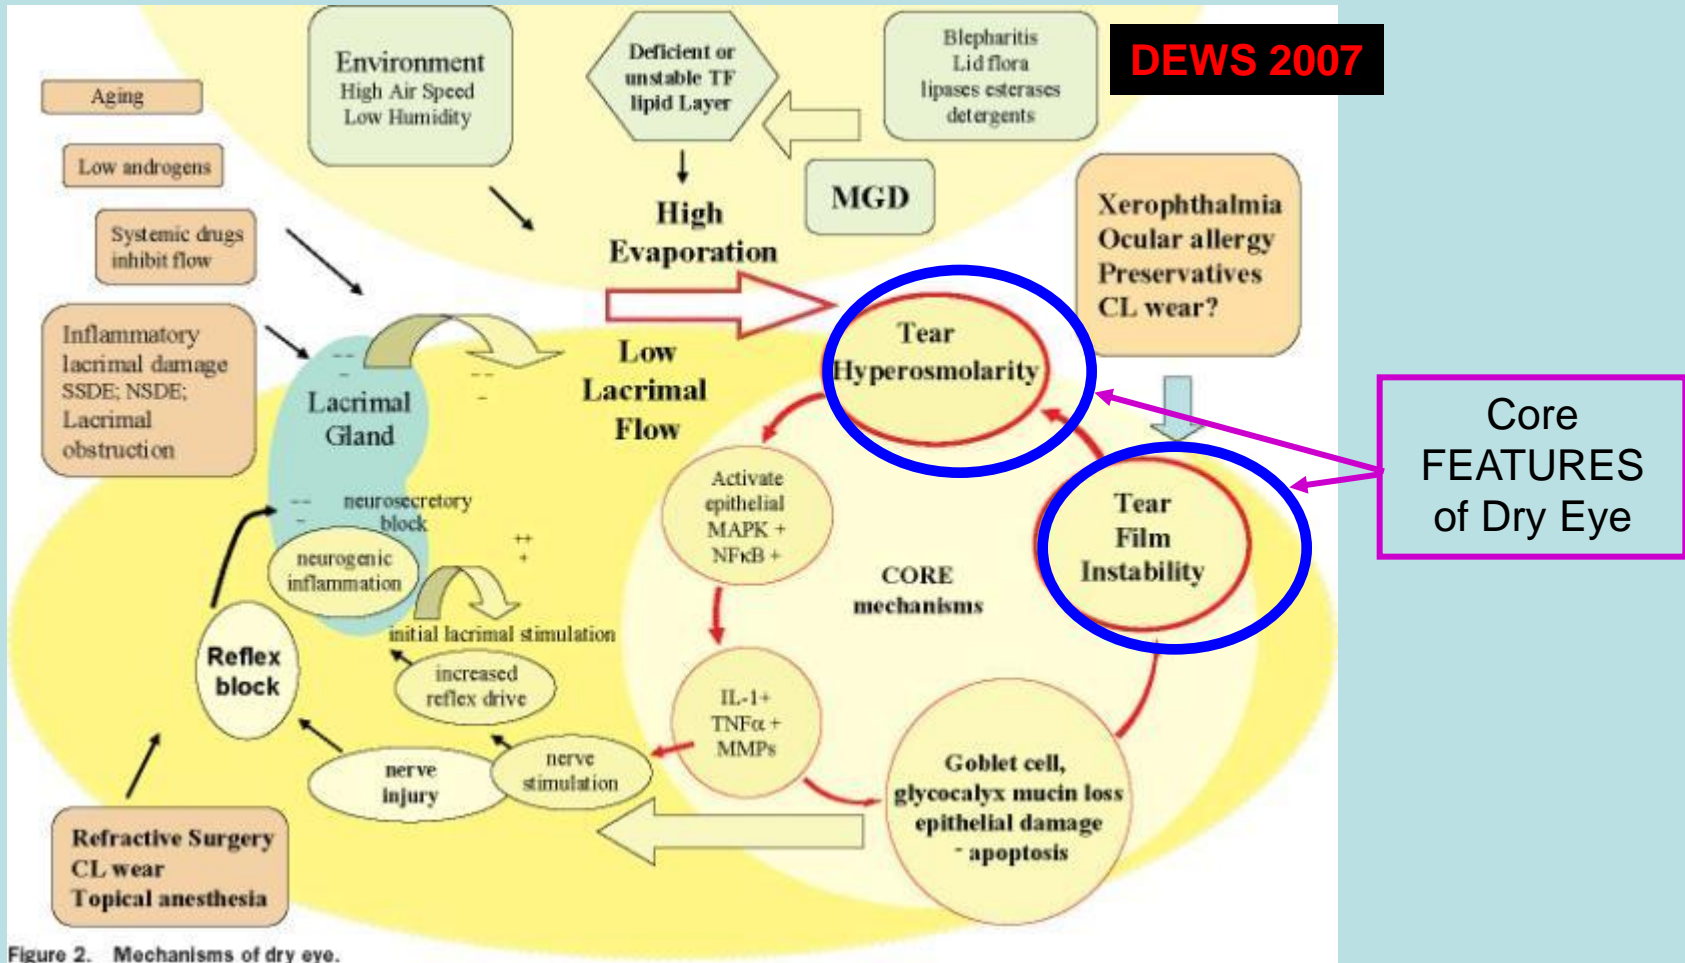 DEWS 2007
Environment
High Air Speed
Low Humidity
Deficient or
unstable TF
lipid Layer
Blepharitis
Lid flora
lipases esterases
detergents
MGD
Aging
Low androgens
Systemic drugs
inhibit flow
Inflammatory
lacrimal damage
SSDE; NSDE;
Lacrimal
obstruction
High
Evaporation
Xerophthalmia
Ocular allergy
Preservatives
CL wear?
Low
Lacrimal
Flow
Tear
Hyperosmolarity
-- 
-
--
-
Lacrimal
Gland
Core
FEATURES
of Dry Eye
Activate
epithelial
MAPK +
NFκB +
Tear
Film
Instability
CORE
mechanisms
--
-
neurosecretory
block
++
+
neurogenic
inflammation
initial lacrimal stimulation
Reflex
block
increased
reflex drive
IL-1+
TNFα +
MMPs
nerve
injury
nerve
stimulation
Goblet cell,
glycocalyx mucin loss
epithelial damage
- apoptosis
Refractive Surgery
CL wear
Topical anesthesia
Figure 2. Mechanisms of dry eye.